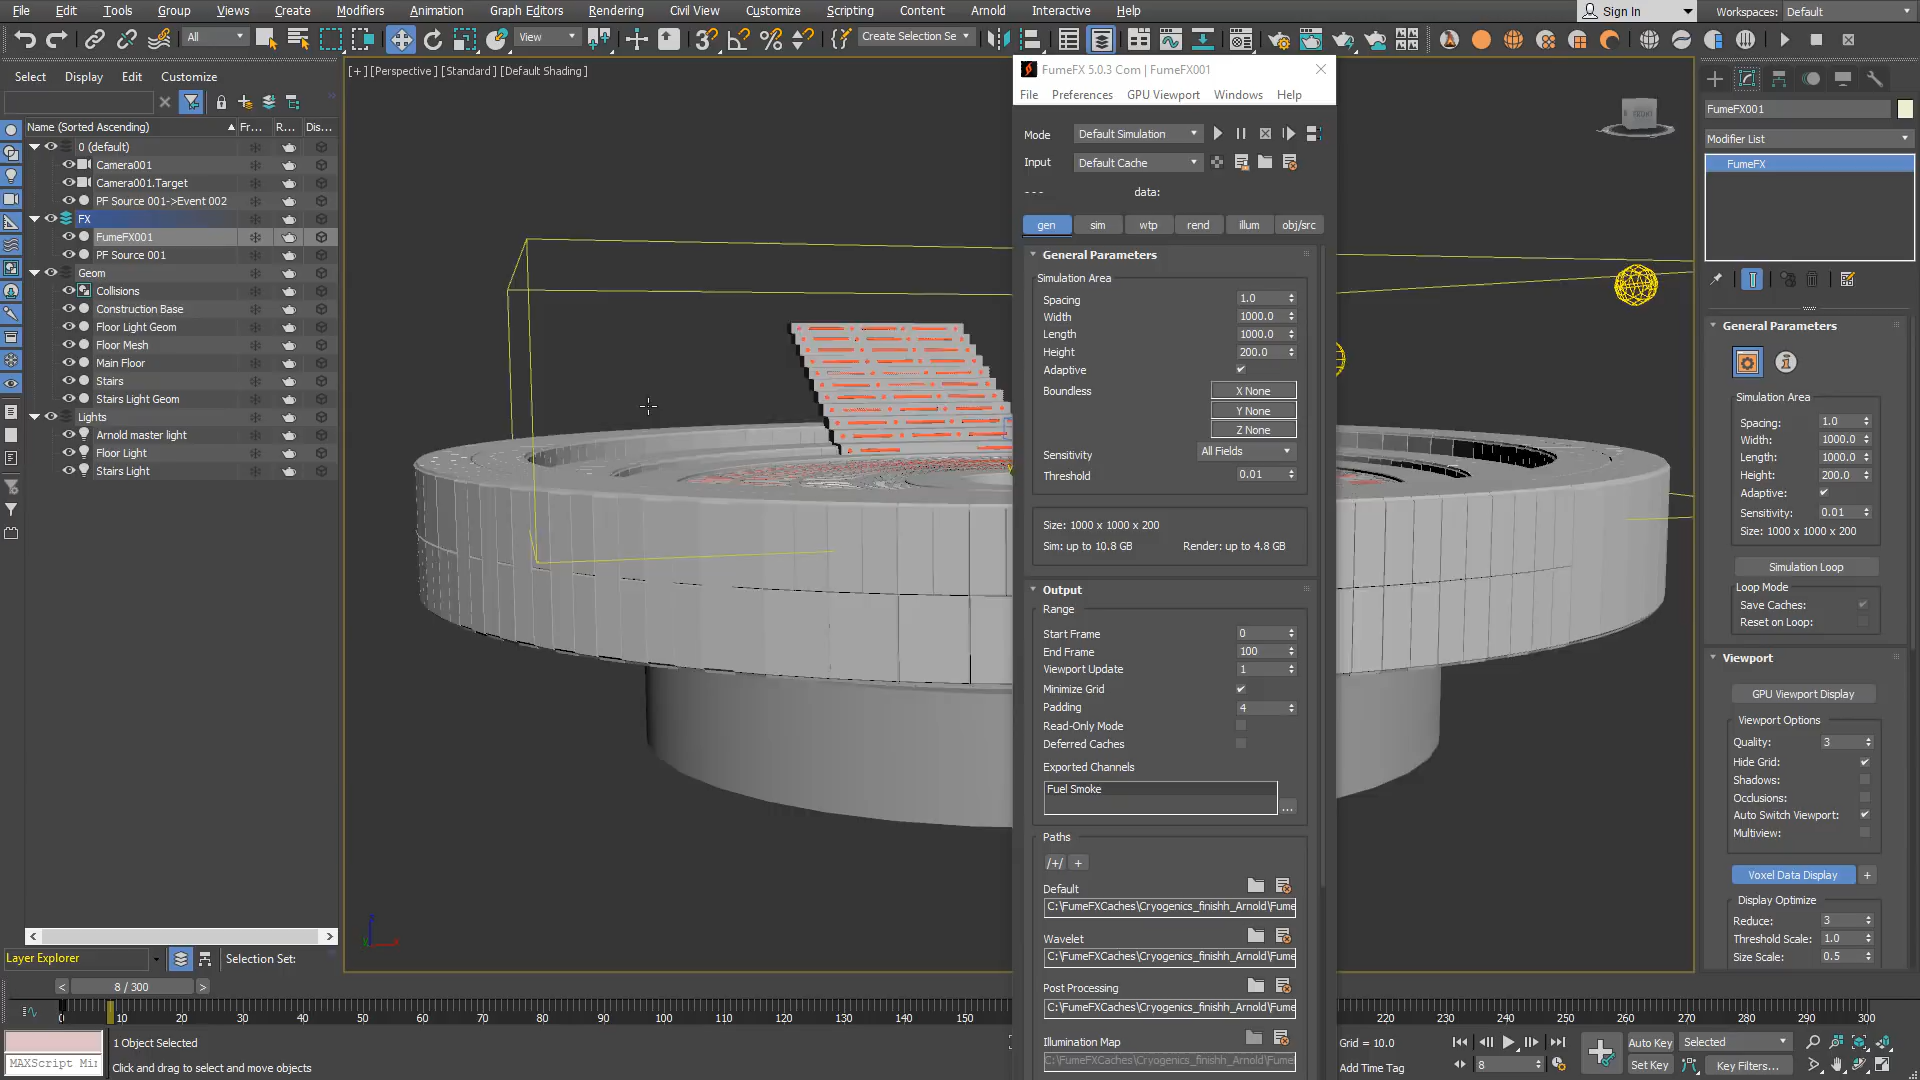 File Edit Tools Group Views Create Modifiers Animation Graph Editors Rendering Civil View Customize Scripting Content Arnold Interactive Help
Sign In Workspaces: Default
All View Create Selection Se
Select Display Edit Customize
[+] [Perspective ] [Standard ] [Default Shading ]
Name (Sorted Ascending) Fr... R... Dis...
0 (default)
Camera001
Camera001.Target
PF Source 001->Event 002
FX
FumeFX001
PF Source 001
Geom
Collisions
Construction Base
Floor Light Geom
Floor Mesh
Main Floor
Stairs
Stairs Light Geom
Lights
Arnold master light
Floor Light
Stairs Light
FumeFX 5.0.3 Com | FumeFX001
File Preferences GPU Viewport Windows Help
Mode Default Simulation
Input Default Cache
--- data:
gen sim wtp rend illum obj/src
General Parameters
Simulation Area
Spacing 1.0
Width 1000.0
Length 1000.0
Height 200.0
Adaptive
Boundless X None
Y None
Z None
Sensitivity All Fields
Threshold 0.01
Size: 1000 x 1000 x 200
Sim: up to 10.8 GB Render: up to 4.8 GB
Output
Range
Start Frame 0
End Frame 100
Viewport Update 1
Minimize Grid
Padding 4
Read-Only Mode
Deferred Caches
Exported Channels
Fuel Smoke
...
Paths
/+/ +
Default
C:\FumeFXCaches\Cryogenics_finishh_Arnold\Fume
Wavelet
C:\FumeFXCaches\Cryogenics_finishh_Arnold\Fume
Post Processing
C:\FumeFXCaches\Cryogenics_finishh_Arnold\Fume
Illumination Map
C:\FumeFXCaches\Cryogenics_finishh_Arnold\Fume
FumeFX001
Modifier List
FumeFX
General Parameters
Simulation Area
Spacing: 1.0
Width: 1000.0
Length: 1000.0
Height: 200.0
Adaptive:
Sensitivity: 0.01
Size: 1000 x 1000 x 200
Simulation Loop
Loop Mode
Save Caches:
Reset on Loop:
Viewport
GPU Viewport Display
Viewport Options
Quality: 3
Hide Grid:
Shadows:
Occlusions:
Auto Switch Viewport:
Multiview:
Voxel Data Display +
Display Optimize
Reduce: 3
Threshold Scale: 1.0
Size Scale: 0.5
Layer Explorer Selection Set:
< 8 / 300 >
0 10 20 30 40 50 60 70 80 90 100 110 120 130 140 150 220 230 240 250 260 270 280 290 300
1 Object Selected
MAXScript Mi
Click and drag to select and move objects
Grid = 10.0
Add Time Tag
8
Auto Key Selected
Set Key Key Filters...